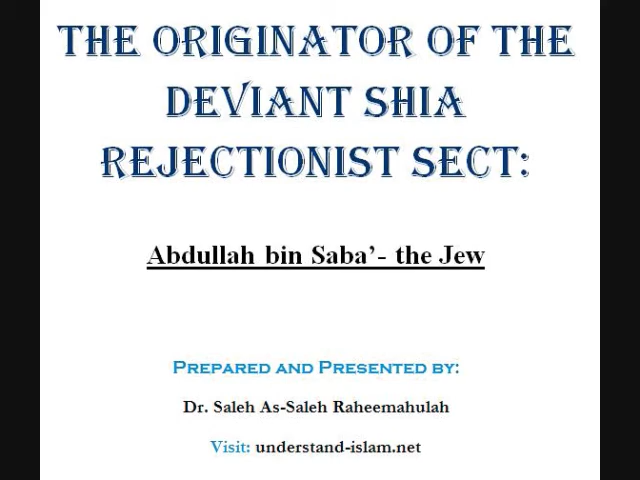 THE ORIGINATOR OF THE
DEVIANT SHIA
REJECTIONIST SECT:
Abdullah bin Saba’- the Jew
PREPARED AND PRESENTED BY:
Dr. Saleh As-Saleh Raheemahulah
Visit: understand-islam.net